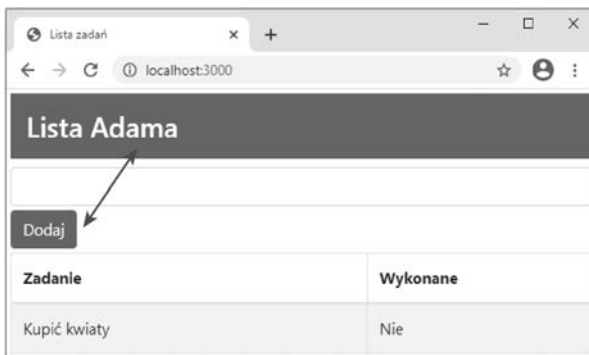 Lista zadań
localhost:3000
Lista Adama
Dodaj
Zadanie Wykonane
Kupić kwiaty Nie